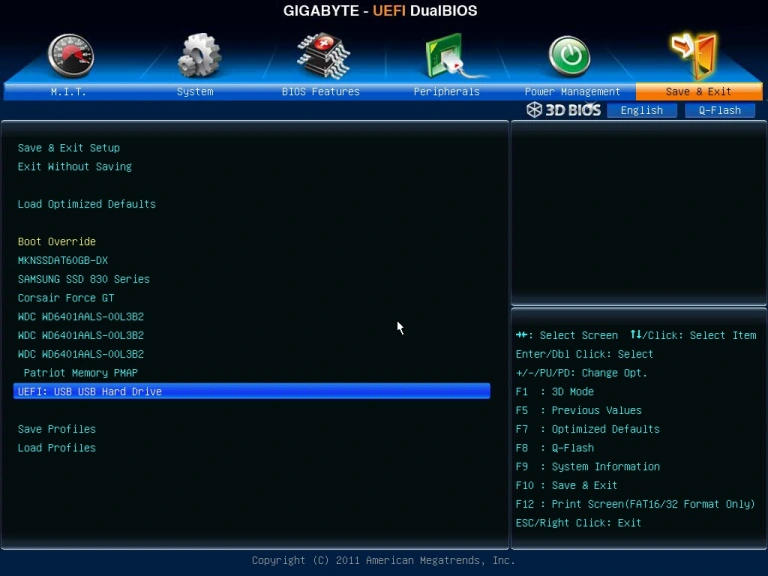 GIGABYTE - UEFI DualBIOS
M.I.T. System BIOS Features Peripherals Power Management Save & Exit
3D BIOS English Q-Flash
Save & Exit Setup
Exit Without Saving
Load Optimized Defaults
Boot Override
MKNSSDAT60GB-DX
SAMSUNG SSD 830 Series
Corsair Force GT
WDC WD6401AALS-00L3B2
WDC WD6401AALS-00L3B2
WDC WD6401AALS-00L3B2
Patriot Memory PMAP
UEFI: USB USB Hard Drive
Save Profiles
Load Profiles
→←: Select Screen ↑↓/Click: Select Item
Enter/Dbl Click: Select
+/-/PU/PD: Change Opt.
F1 : 3D Mode
F5 : Previous Values
F7 : Optimized Defaults
F8 : Q-Flash
F9 : System Information
F10 : Save & Exit
F12 : Print Screen(FAT16/32 Format Only)
ESC/Right Click: Exit
Copyright (C) 2011 American Megatrends, Inc.